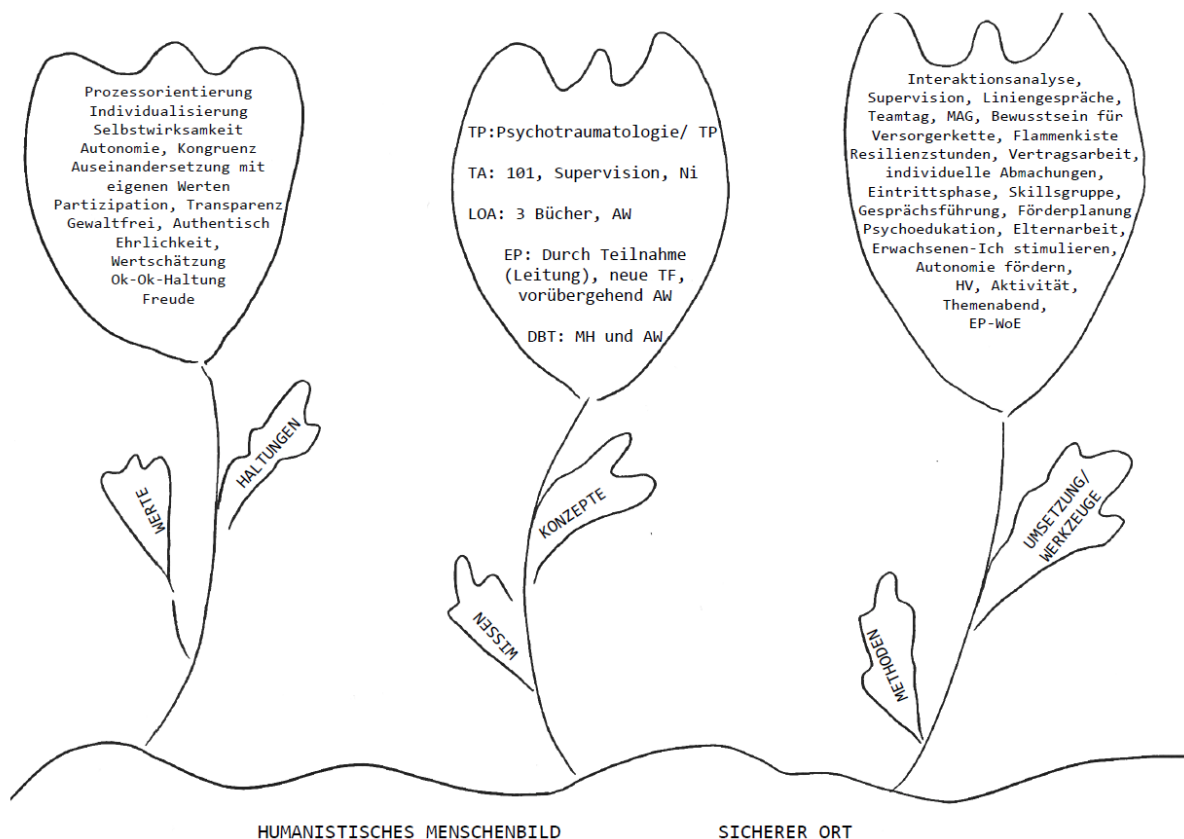 Prozessorientierung
Individualisierung
Selbstwirksamkeit
Autonomie, Kongruenz
Auseinandersetzung mit
eigenen Werten
Partizipation, Transparenz
Gewaltfrei, Authentisch
Ehrlichkeit,
Wertschätzung
Ok-Ok-Haltung
Freude
HALTUNGEN
WERTE
TP:Psychotraumatologie/ TP
TA: 101, Supervision, Ni
LOA: 3 Bücher, AW
EP: Durch Teilnahme
(Leitung), neue TF,
vorübergehend AW
DBT: MH und AW
KONZEPTE
WISSEN
Interaktionsanalyse,
Supervision, Liniengespräche,
Teamtag, MAG, Bewusstsein für
Versorgerkette, Flammenkiste
Resilienzstunden, Vertragsarbeit,
individuelle Abmachungen,
Eintrittsphase, Skillsgruppe,
Gesprächsführung, Förderplanung
Psychoedukation, Elternarbeit,
Erwachsenen-Ich stimulieren,
Autonomie fördern,
HV, Aktivität,
Themenabend,
EP-WoE
UMSETZUNG/
WERKZEUGE
METHODEN
HUMANISTISCHES MENSCHENBILD
SICHERER ORT